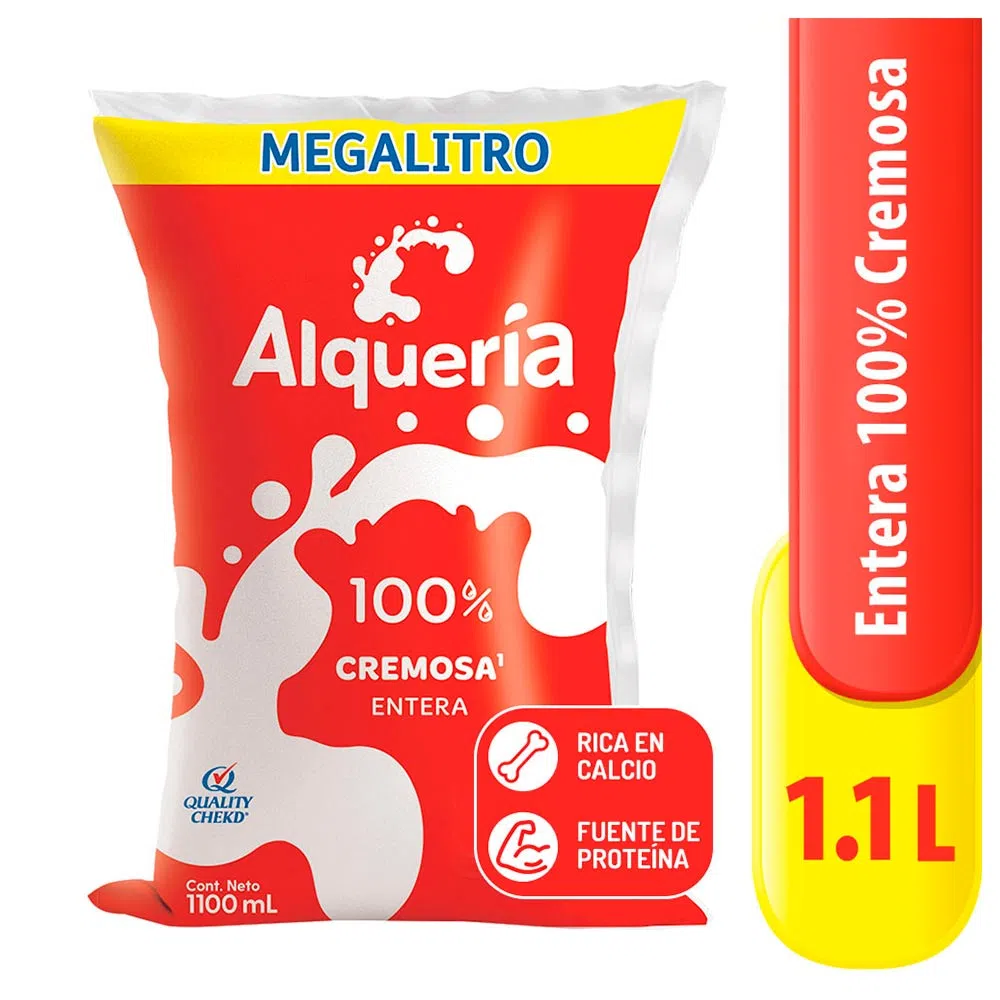 MEGALITRO
Alquería
100%
CREMOSA¹
ENTERA
QUALITY
CHEKD®
Cont. Neto
1100 mL
RICA EN
CALCIO
FUENTE DE
PROTEÍNA
Entera 100% Cremosa
1.1 L